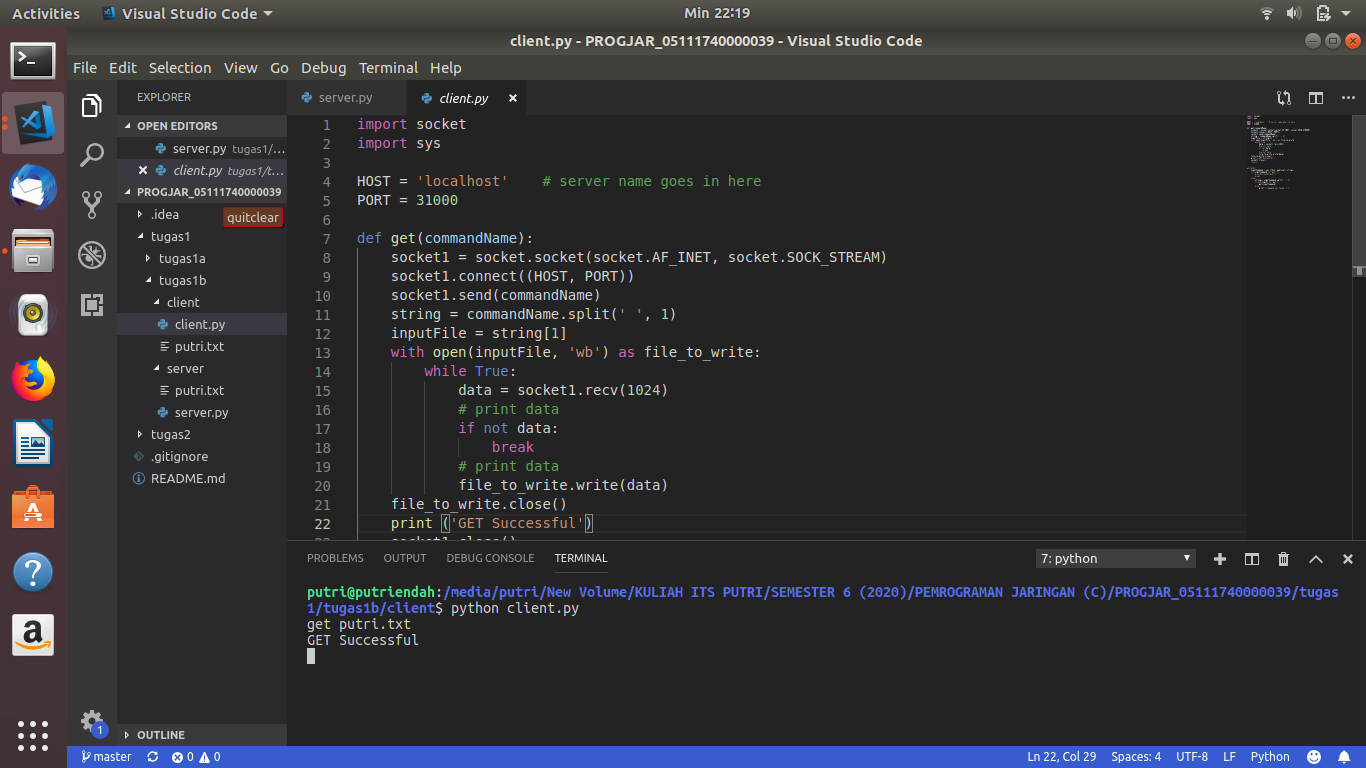 Activities Visual Studio Code Min 22:19
client.py - PROGJAR_05111740000039 - Visual Studio Code
File Edit Selection View Go Debug Terminal Help
EXPLORER
OPEN EDITORS
server.py tugas1/...
client.py tugas1/t...
PROGJAR_05111740000039
.idea
quitclear
tugas1
tugas1a
tugas1b
client
client.py
putri.txt
server
putri.txt
server.py
tugas2
.gitignore
README.md
OUTLINE
server.py client.py
1 import socket
2 import sys
3
4 HOST = 'localhost'    # server name goes in here
5 PORT = 31000
6
7 def get(commandName):
8     socket1 = socket.socket(socket.AF_INET, socket.SOCK_STREAM)
9     socket1.connect((HOST, PORT))
10     socket1.send(commandName)
11     string = commandName.split(' ', 1)
12     inputFile = string[1]
13     with open(inputFile, 'wb') as file_to_write:
14         while True:
15             data = socket1.recv(1024)
16             # print data
17             if not data:
18                 break
19             # print data
20             file_to_write.write(data)
21     file_to_write.close()
22     print ('GET Successful')
23     socket1.close()
PROBLEMS OUTPUT DEBUG CONSOLE TERMINAL 7: python
putri@putriendah:/media/putri/New Volume/KULIAH ITS PUTRI/SEMESTER 6 (2020)/PEMROGRAMAN JARINGAN (C)/PROGJAR_05111740000039/tugas
1/tugas1b/client$ python client.py
get putri.txt
GET Successful
1
master 0 0 Ln 22, Col 29 Spaces: 4 UTF-8 LF Python